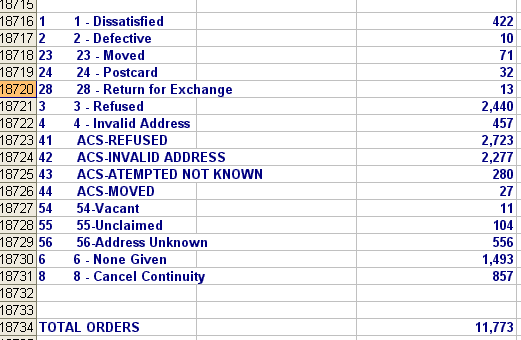 18715
18716 1 1 - Dissatisfied 422
18717 2 2 - Defective 10
18718 23 23 - Moved 71
18719 24 24 - Postcard 32
18720 28 28 - Return for Exchange 13
18721 3 3 - Refused 2,440
18722 4 4 - Invalid Address 457
18723 41 ACS-REFUSED 2,723
18724 42 ACS-INVALID ADDRESS 2,277
18725 43 ACS-ATEMPTED NOT KNOWN 280
18726 44 ACS-MOVED 27
18727 54 54-Vacant 11
18728 55 55-Unclaimed 104
18729 56 56-Address Unknown 556
18730 6 6 - None Given 1,493
18731 8 8 - Cancel Continuity 857
18732
18733
18734 TOTAL ORDERS 11,773